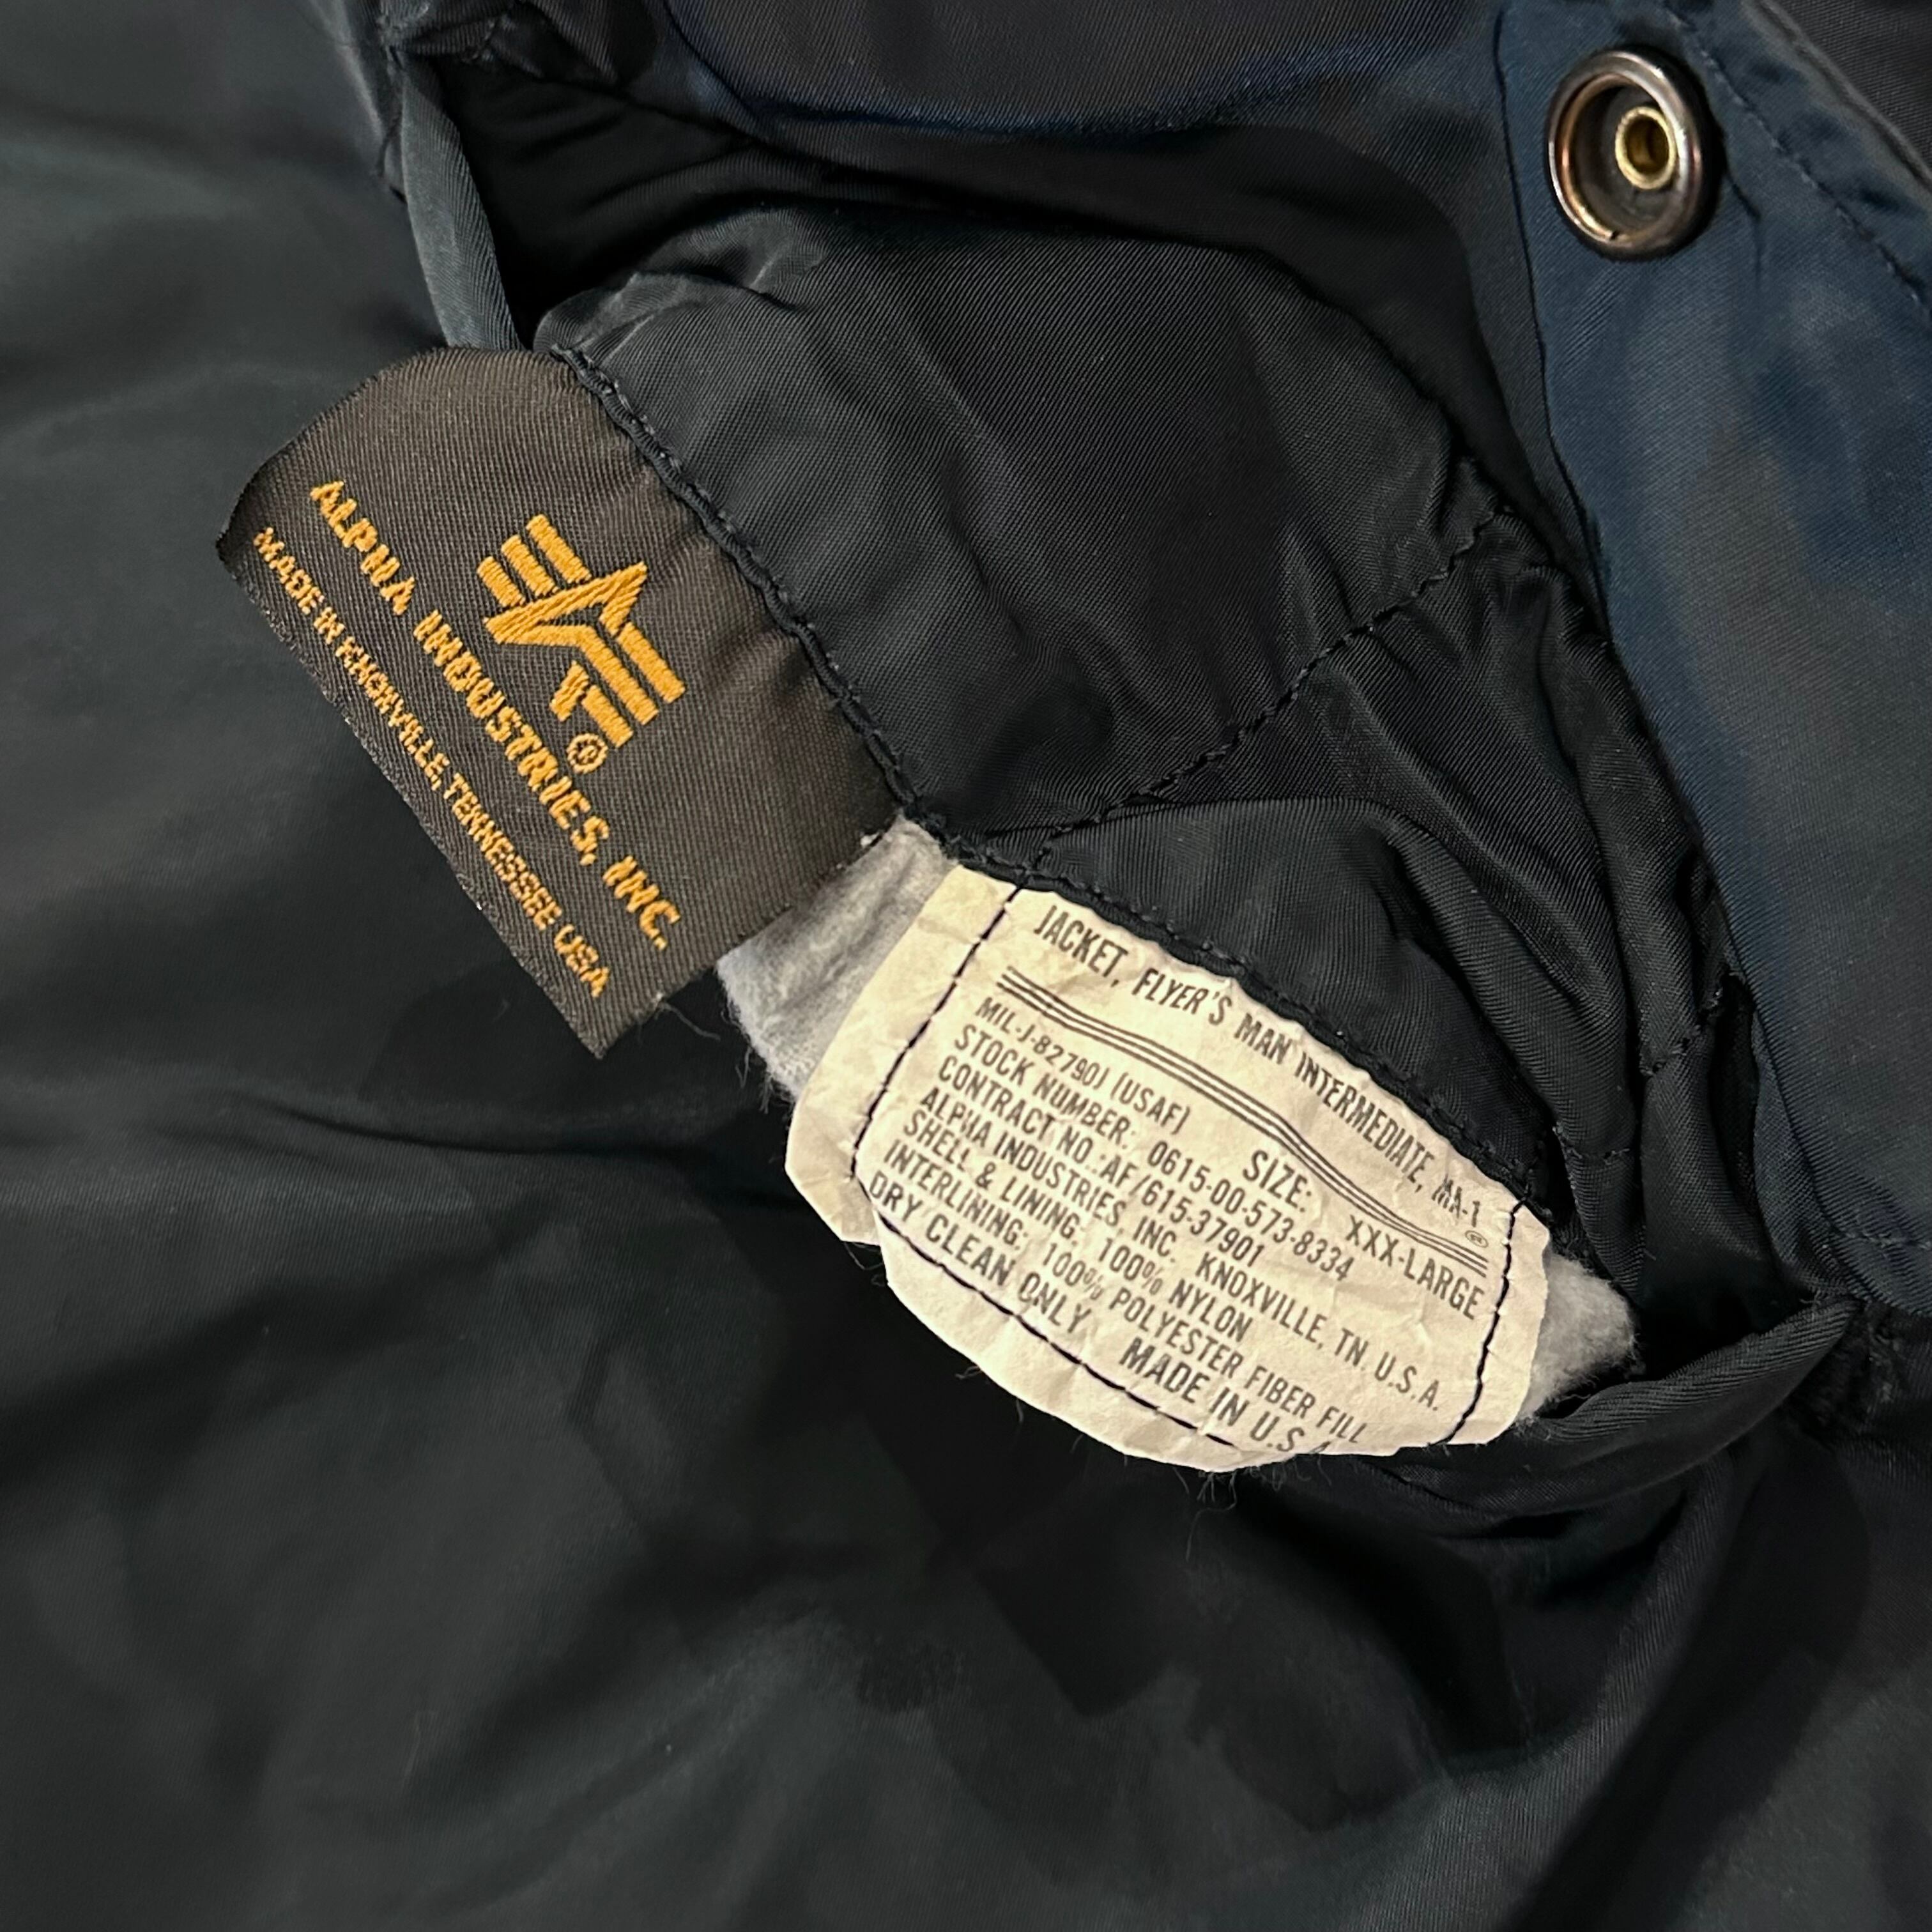 ALPHA INDUSTRIES, INC.
MADE IN KNOXVILLE, TENNESSEE USA
JACKET, FLYER'S MAN INTERMEDIATE, MA-1
®
MIL-J-8279OJ (USAF) SIZE: XXX-LARGE
STOCK NUMBER: 0615-00-573-8334
CONTRACT NO.:AF/615-37901
ALPHA INDUSTRIES, INC. KNOXVILLE, TN. U.S.A.
SHELL & LINING: 100% NYLON
INTERLINING: 100% POLYESTER FIBER FILL
DRY CLEAN ONLY MADE IN U.S.A